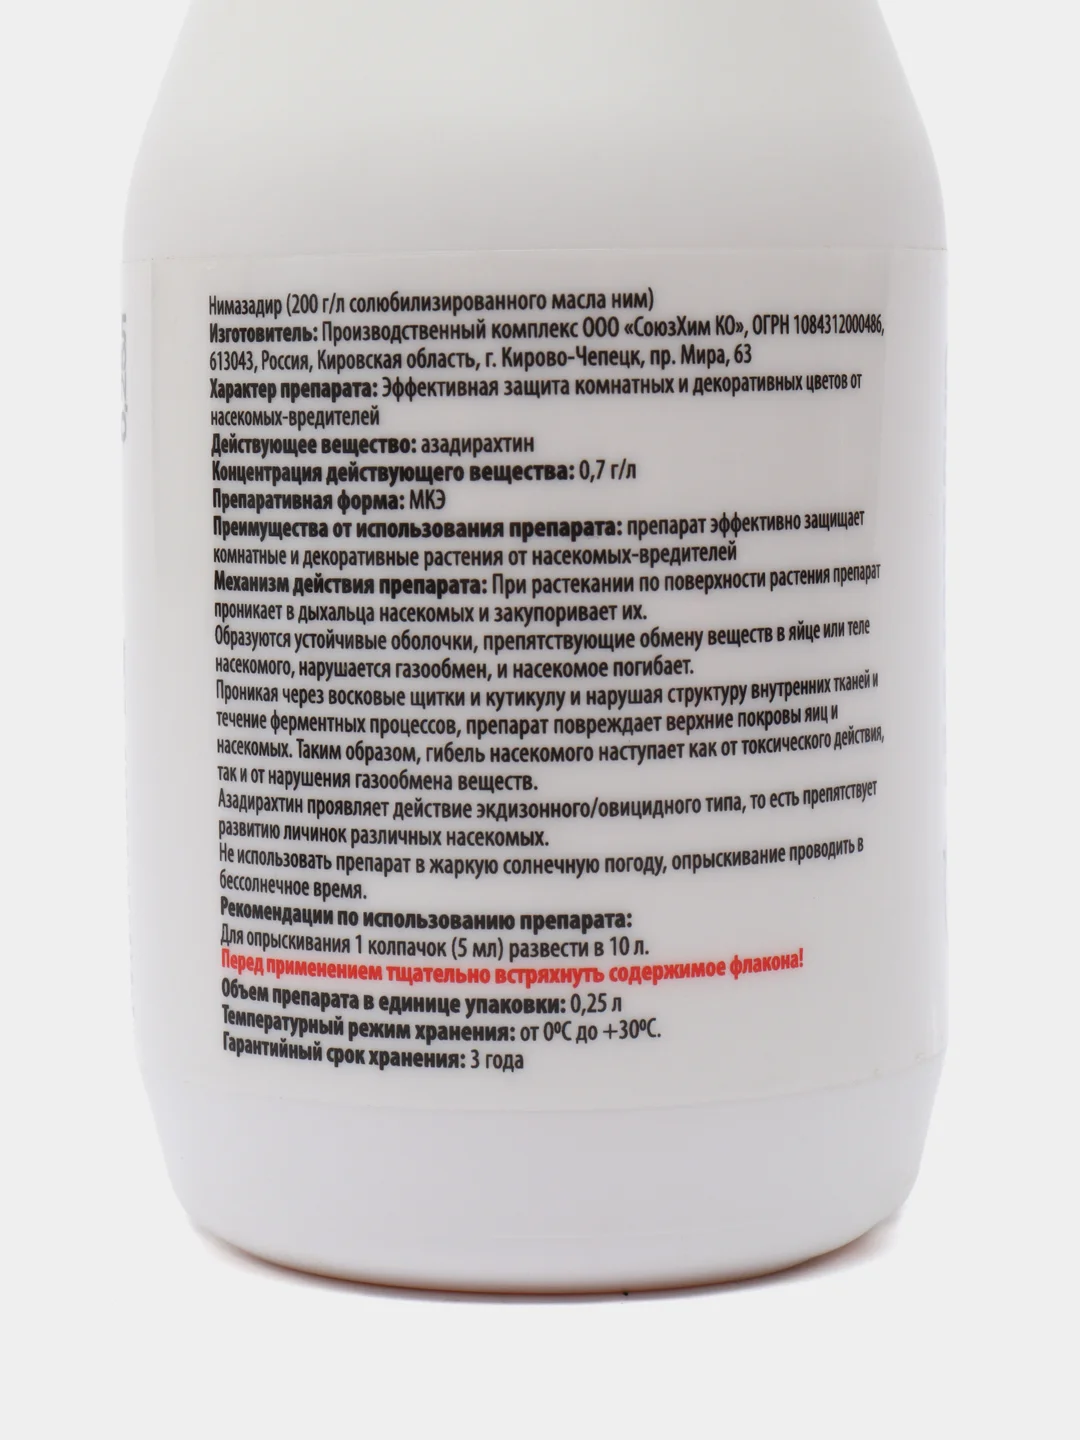 Нимазадир (200 г/л солюбилизированного масла ним)
Изготовитель: Производственный комплекс ООО «СоюзХим КО», ОГРН 1084312000486,
613043, Россия, Кировская область, г. Кирово-Чепецк, пр. Мира, 63
Характер препарата: Эффективная защита комнатных и декоративных цветов от
насекомых-вредителей
Действующее вещество: азадирахтин
Концентрация действующего вещества: 0,7 г/л
Препаративная форма: МКЭ
Преимущества от использования препарата: препарат эффективно защищает
комнатные и декоративные растения от насекомых-вредителей
Механизм действия препарата: При растекании по поверхности растения препарат
проникает в дыхальца насекомых и закупоривает их.
Образуются устойчивые оболочки, препятствующие обмену веществ в яйце или теле
насекомого, нарушается газообмен, и насекомое погибает.
Проникая через восковые щитки и кутикулу и нарушая структуру внутренних тканей и
течение ферментных процессов, препарат повреждает верхние покровы яиц и
насекомых. Таким образом, гибель насекомого наступает как от токсического действия,
так и от нарушения газообмена веществ.
Азадирахтин проявляет действие экдизонного/овицидного типа, то есть препятствует
развитию личинок различных насекомых.
Не использовать препарат в жаркую солнечную погоду, опрыскивание проводить в
бессолнечное время.
Рекомендации по использованию препарата:
Для опрыскивания 1 колпачок (5 мл) развести в 10 л.
Перед применением тщательно встряхнуть содержимое флакона!
Объем препарата в единице упаковки: 0,25 л
Температурный режим хранения: от 0ºС до +30ºС.
Гарантийный срок хранения: 3 года